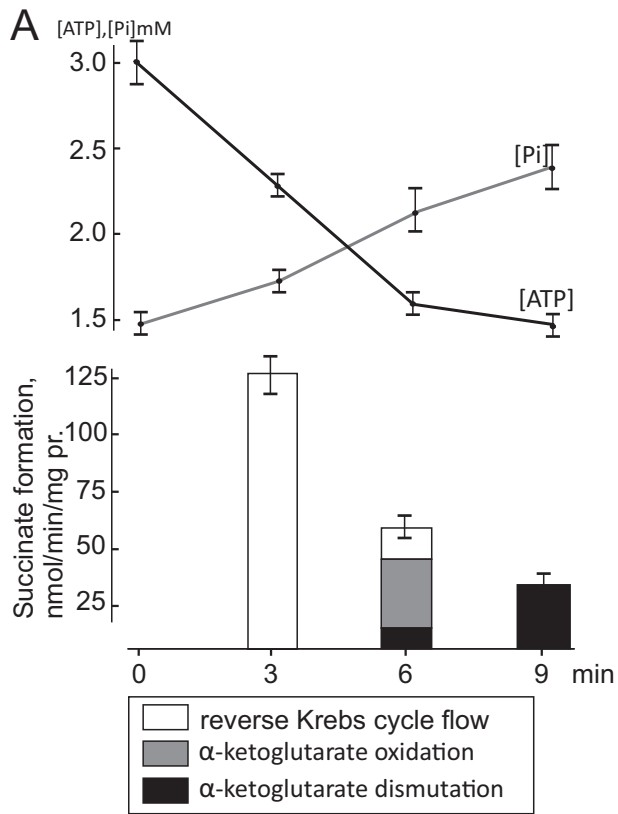 A
[ATP],[Pi]mM
3.0
2.5
[Pi]
2.0
[ATP]
1.5
Succinate formation,
nmol/min/mg pr.
125
100
75
50
25
0 3 6 9 min
reverse Krebs cycle flow
α-ketoglutarate oxidation
α-ketoglutarate dismutation